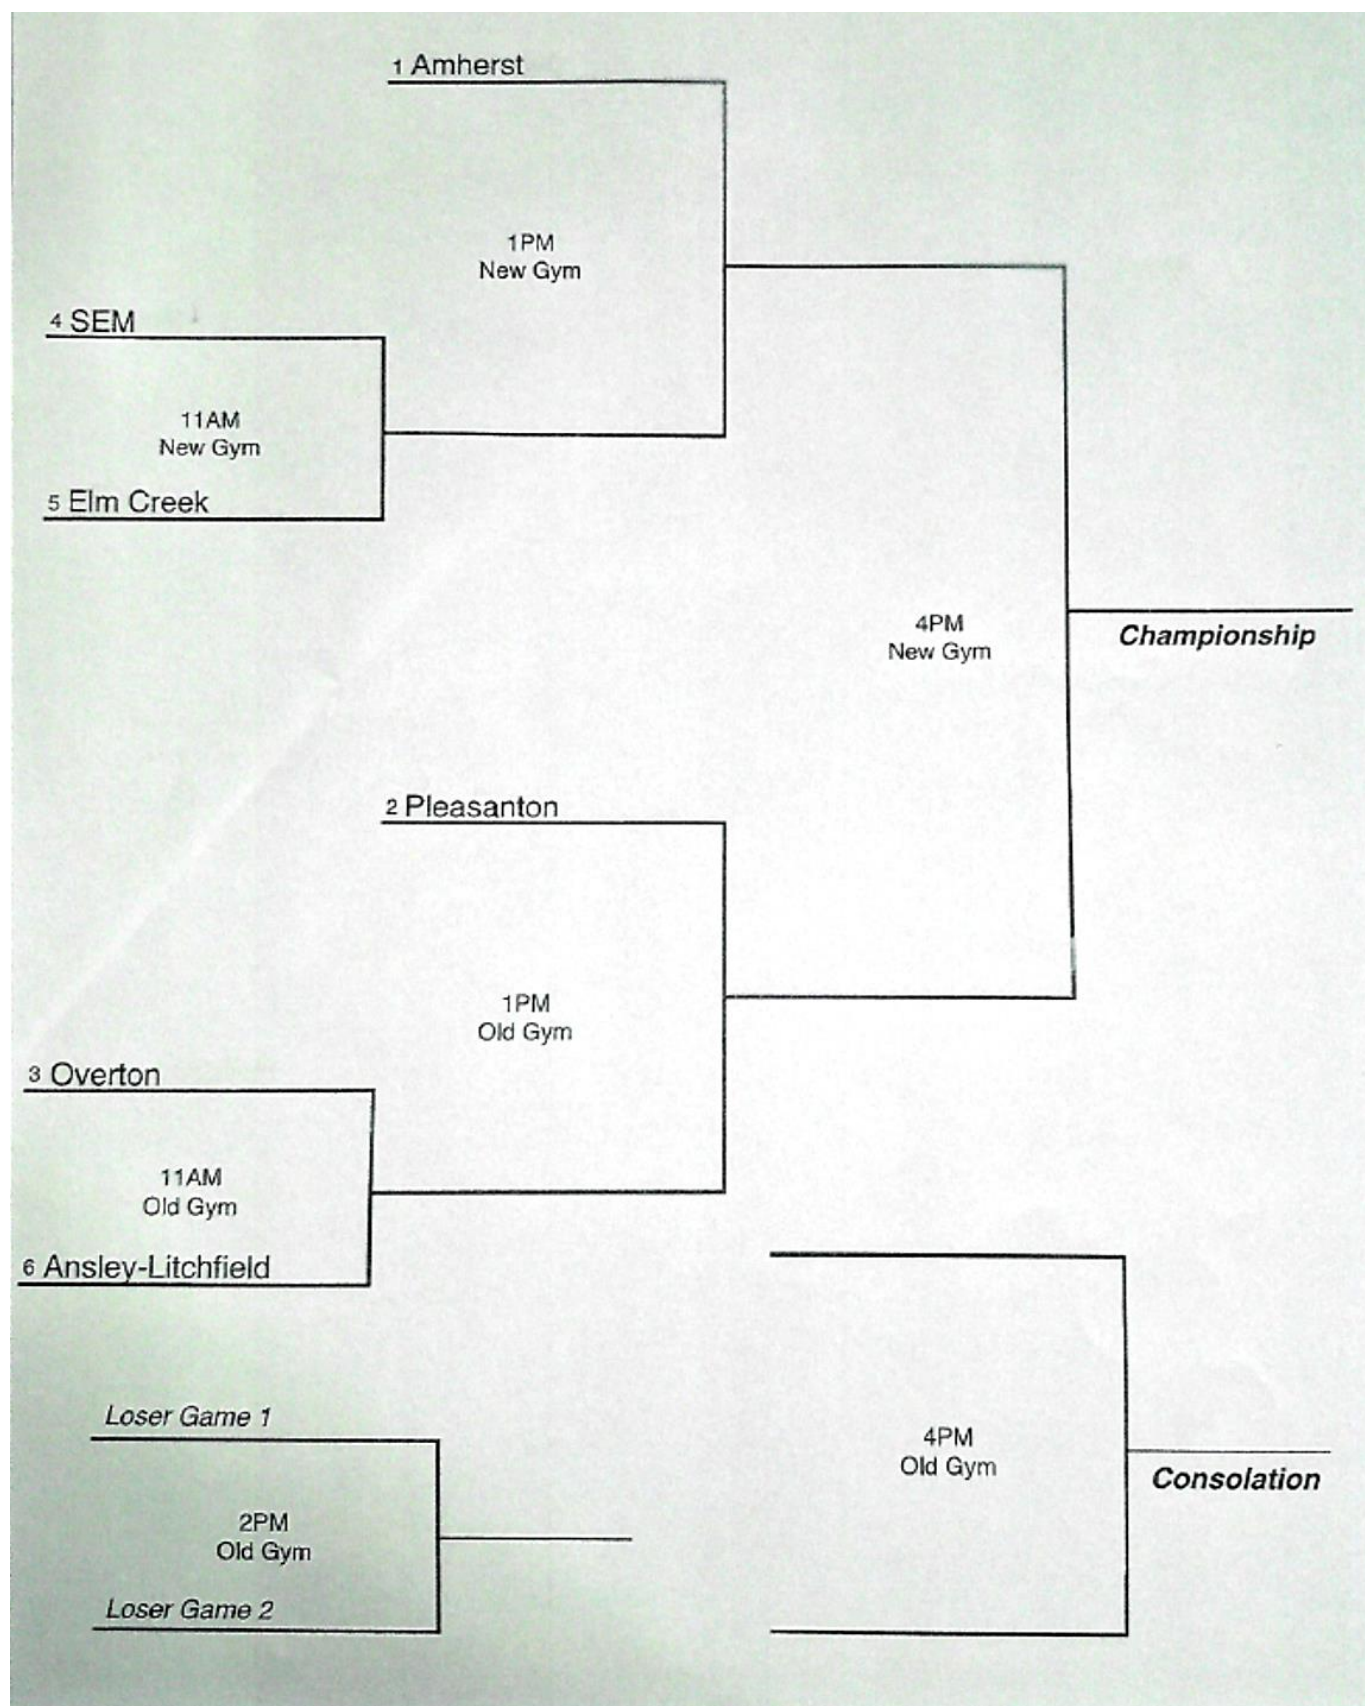 1 Amherst
1PM
New Gym
4 SEM
11AM
New Gym
5 Elm Creek
4PM
New Gym
Championship
2 Pleasanton
1PM
Old Gym
3 Overton
11AM
Old Gym
6 Ansley-Litchfield
Loser Game 1
2PM
Old Gym
Loser Game 2
4PM
Old Gym
Consolation